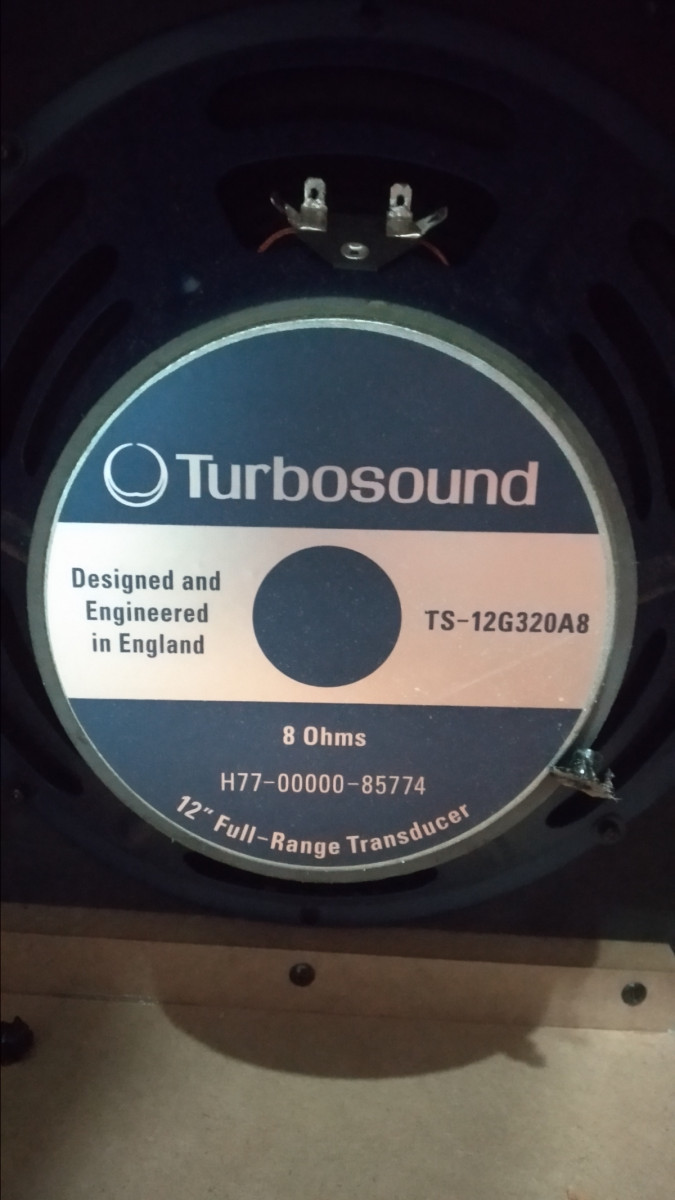 Turbosound
Designed and
Engineered
in England
TS-12G320A8
8 Ohms
H77-00000-85774
12" Full-Range Transducer